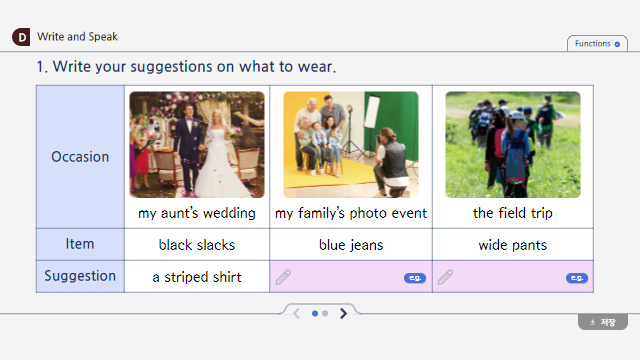 D Write and Speak
Functions
1. Write your suggestions on what to wear.
Occasion
my aunt's wedding
my family's photo event
the field trip
Item
black slacks
blue jeans
wide pants
Suggestion
a striped shirt
e.g.
e.g.
저장